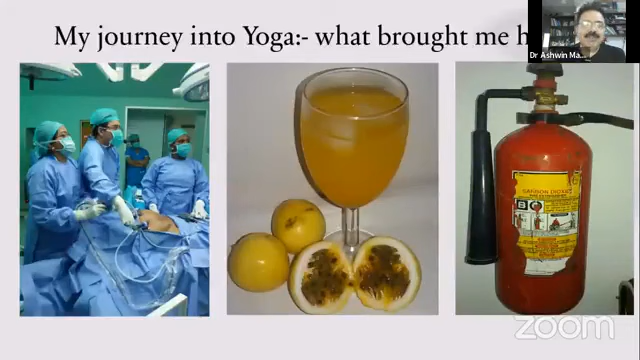 My journey into Yoga:- what brought me h
Dr Ashwin Ma...
CARBON DIOXIDE
zoom